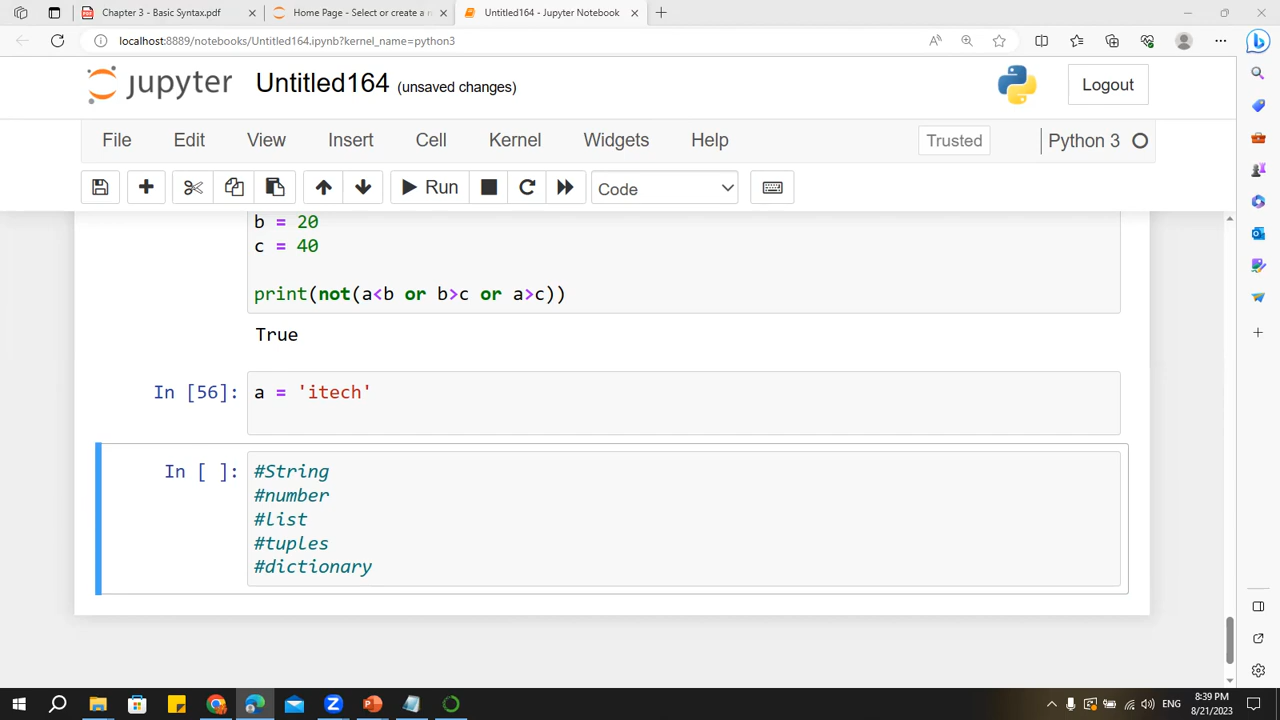 Chapter 3 - Basic Syntax.pdf
Home Page - Select or create a n
Untitled164 - Jupyter Notebook
localhost:8889/notebooks/Untitled164.ipynb?kernel_name=python3
jupyter Untitled164 (unsaved changes)
Logout
File Edit View Insert Cell Kernel Widgets Help
Trusted
Python 3
Run
Code
b = 20
c = 40
print(not(a<b or b>c or a>c))
True
In [56]: a = 'itech'
In [ ]: #String
#number
#list
#tuples
#dictionary
ENG
8:39 PM
8/21/2023